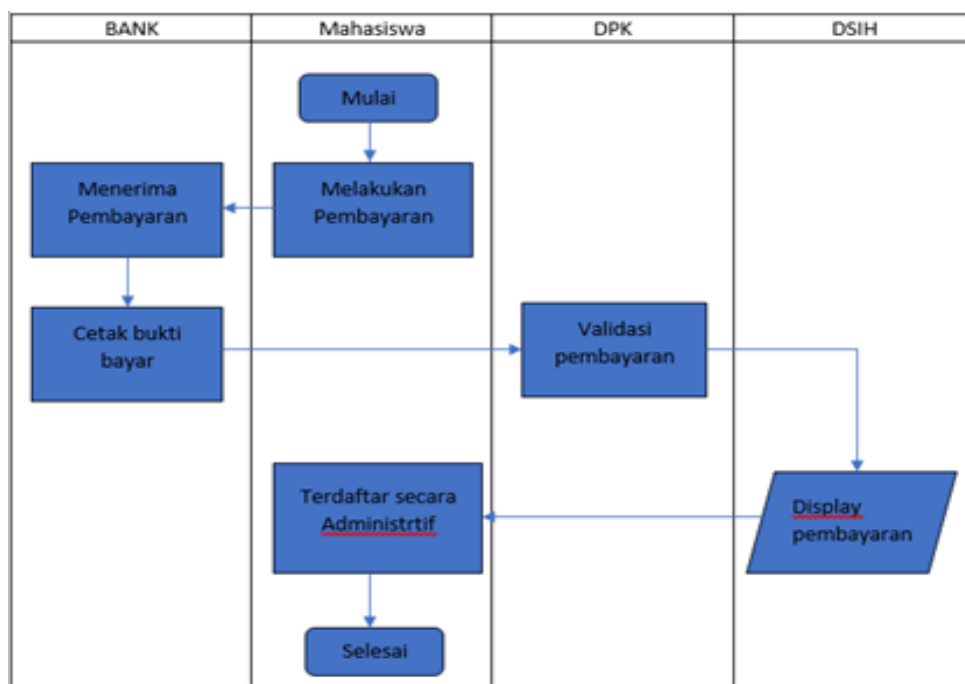 BANK
Mahasiswa
DPK
DSIH
Mulai
Melakukan
Pembayaran
Menerima
Pembayaran
Cetak bukti
bayar
Validasi
pembayaran
Display
pembayaran
Terdaftar secara
Administrtif
Selesai